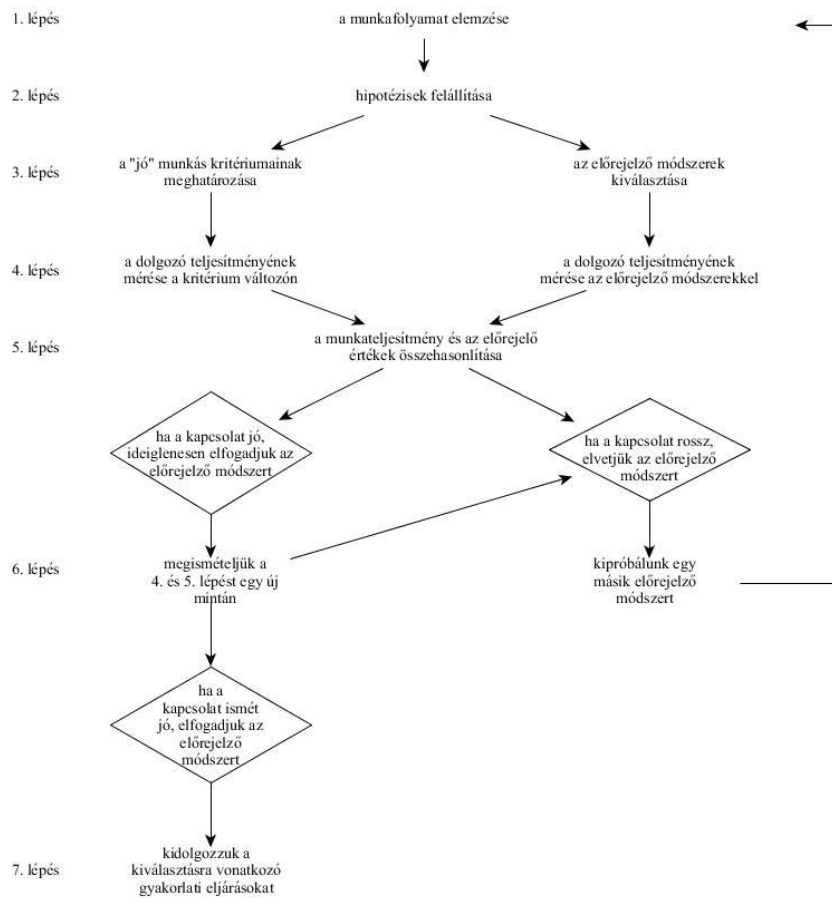 1. lépés
a munkafolyamat elemzése
2. lépés
hipotézisek felállítása
3. lépés
a "jó" munkás kritériumainak
meghatározása
az előrejelző módszerek
kiválasztása
4. lépés
a dolgozó teljesítményének
mérése a kritérium változón
a dolgozó teljesítményének
mérése az előrejelző módszerekkel
5. lépés
a munkateljesítmény és az előrejelő
értékek összehasonlítása
ha a kapcsolat jó,
ideiglenesen elfogadjuk az
előrejelző módszert
ha a kapcsolat rossz,
elvetjük az előrejelző
módszert
6. lépés
megismételjük a
4. és 5. lépést egy új
mintán
kipróbálunk egy
másik előrejelző
módszert
ha a
kapcsolat ismét
jó, elfogadjuk az
előrejelző
módszert
7. lépés
kidolgozzuk a
kiválasztásra vonatkozó
gyakorlati eljárásokat